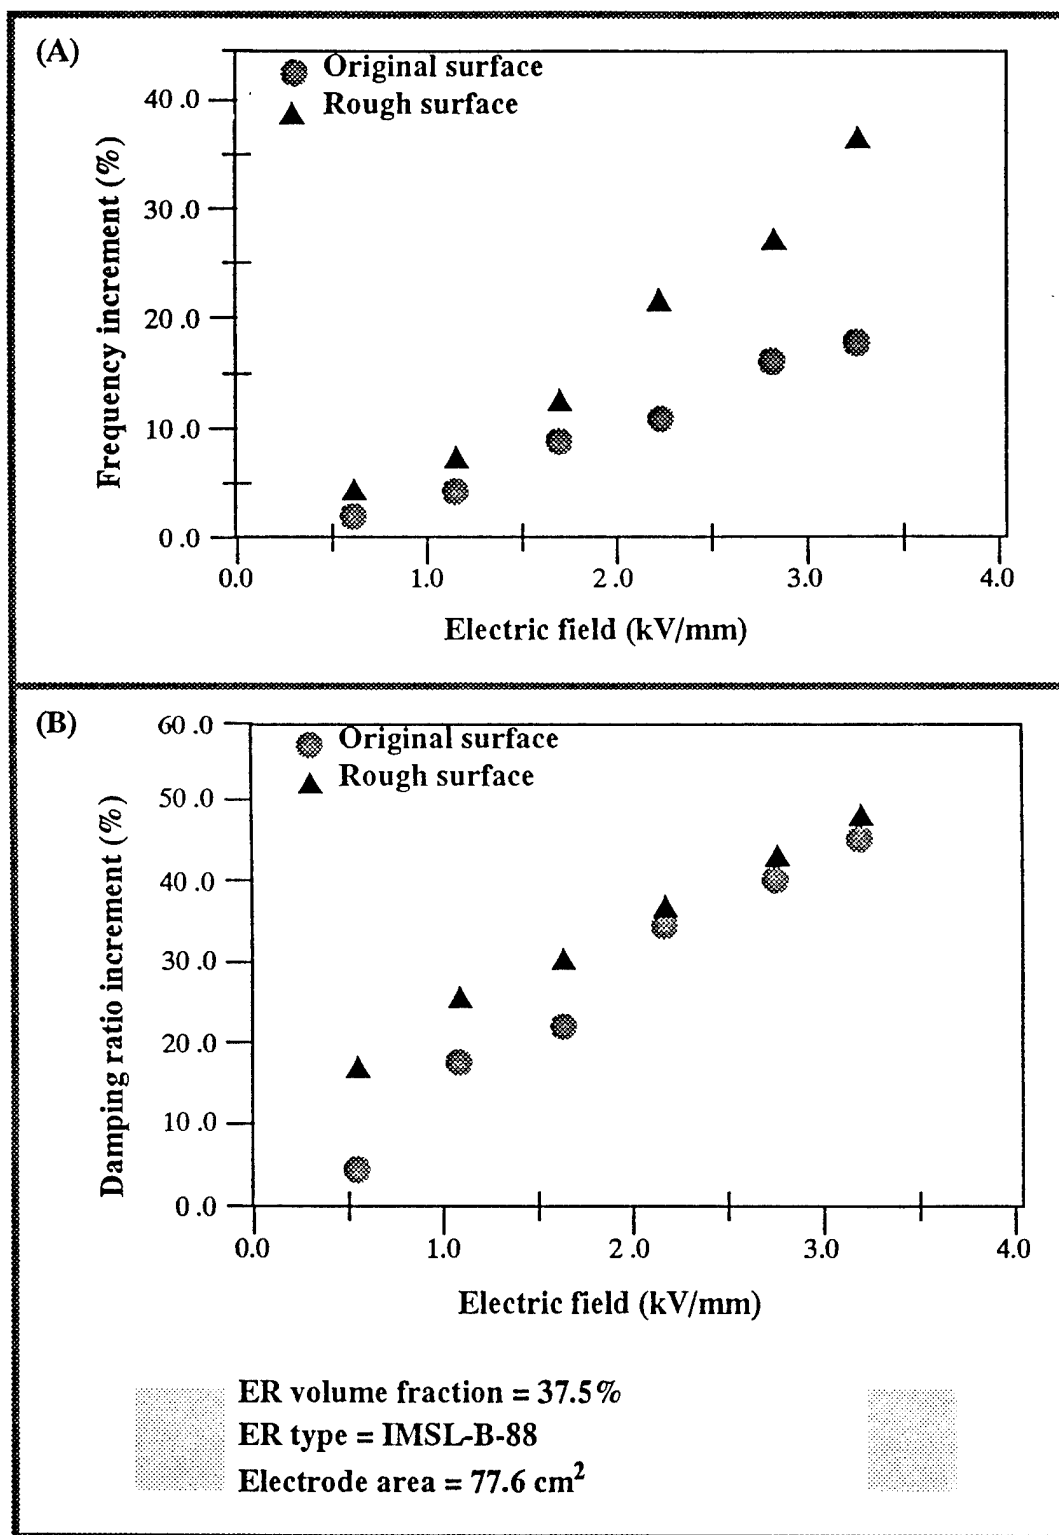 (A)
Original surface
Rough surface
40.0
30.0
20.0
10.0
0.0
Frequency increment (%)
0.0 1.0 2.0 3.0 4.0
Electric field (kV/mm)
(B)
Original surface
Rough surface
60.0
50.0
40.0
30.0
20.0
10.0
0.0
Damping ratio increment (%)
0.0 1.0 2.0 3.0 4.0
Electric field (kV/mm)
ER volume fraction = 37.5%
ER type = IMSL-B-88
Electrode area = 77.6 cm²